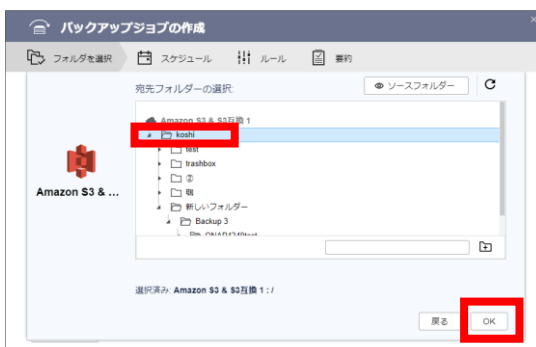 バックアップジョブの作成
フォルダを選択 スケジュール ルール 要約
宛先フォルダーの選択: ソースフォルダー
Amazon S3 & S3互換 1
koshi
test
trashbox
②
Amazon S3 & ...
新しいフォルダー
Backup 3
選択済み: Amazon S3 & S3互換 1 : /
戻る OK